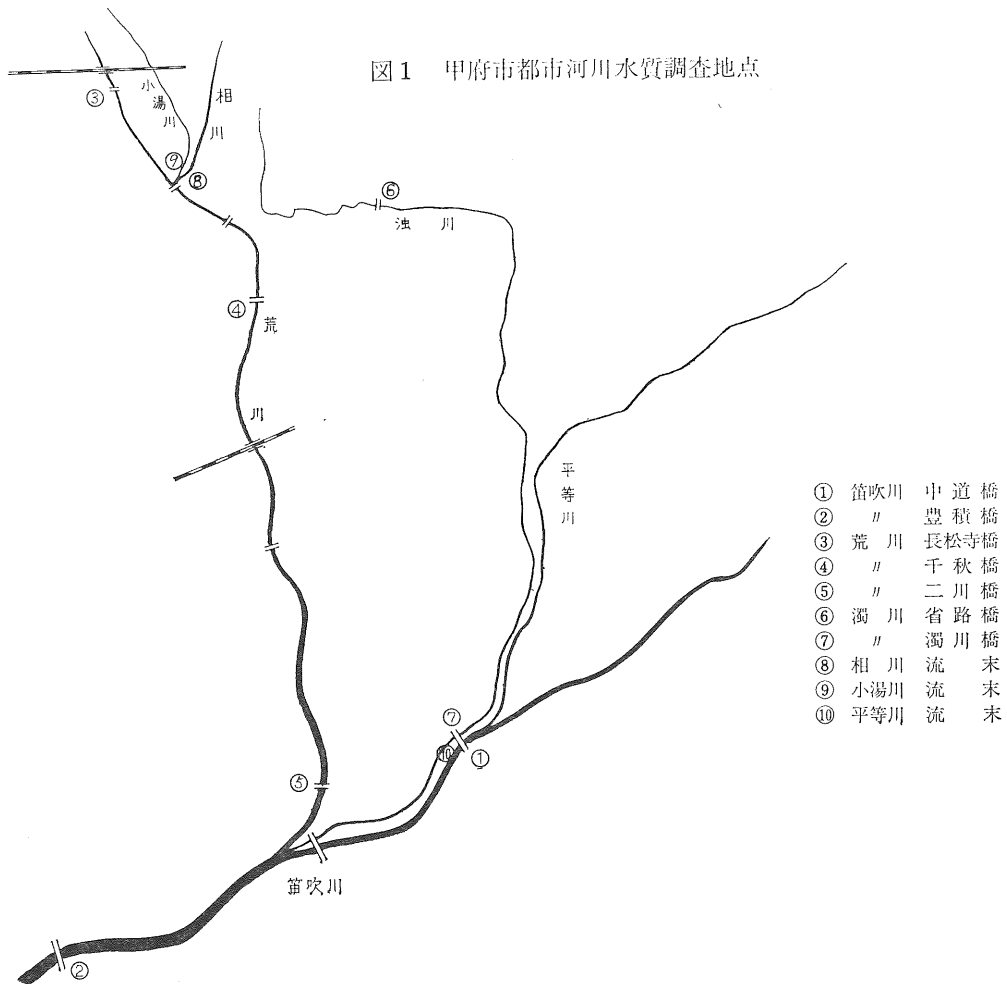 図1 甲府市都市河川水質調査地点
③
小湯川
相川
⑨
⑧
⑥
浊川
④
荒川
平等川
① 笛吹川 中道橋
② 〃 豊積橋
③ 荒川 長松寺橋
④ 〃 千秋橋
⑤ 〃 二川橋
⑥ 濁川 省路橋
⑦ 〃 濁川橋
⑧ 相川 流末
⑨ 小湯川 流末
⑩ 平等川 流末
⑦
⑩
①
⑤
笛吹川
②